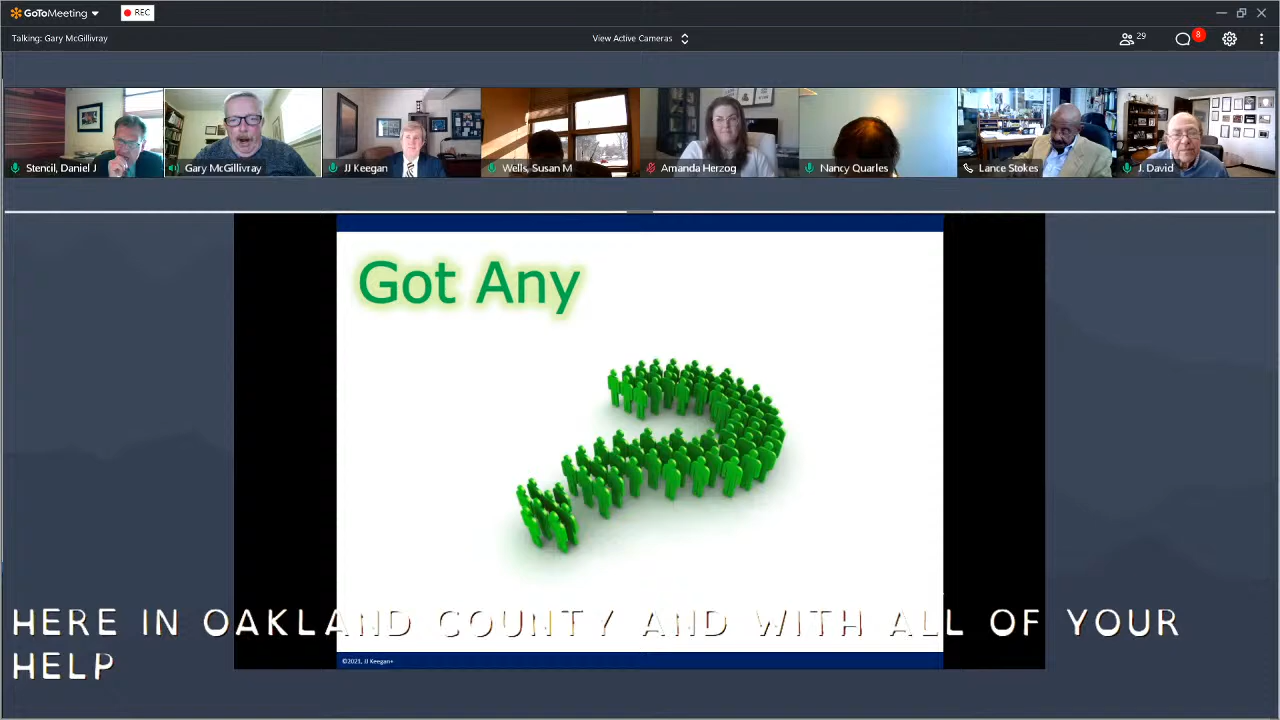 GoToMeeting
REC
Talking: Gary McGillivray
View Active Cameras
29
8
Stencil, Daniel J
Gary McGillivray
JJ Keegan
Wells, Susan M
Amanda Herzog
Nancy Quarles
Lance Stokes
J. David
Got Any
HERE IN OAKLAND COUNTY AND WITH ALL OF YOUR
HELP
©2021, JJ Keegan+